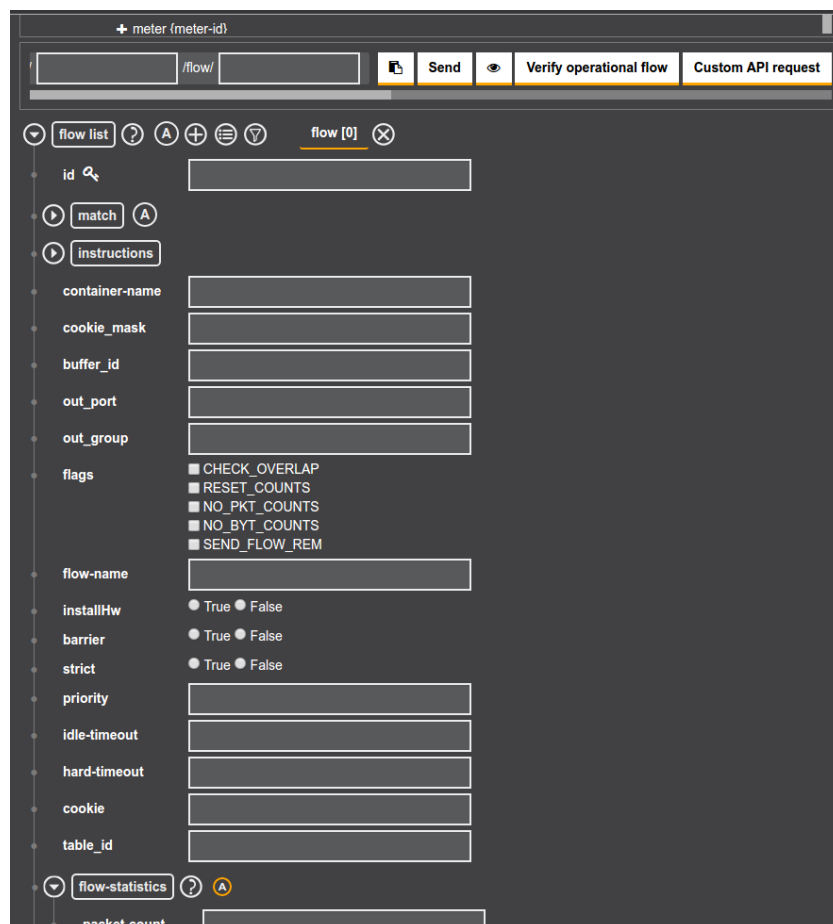 + meter {meter-id}
/ /flow/ Send Verify operational flow Custom API request
flow list ? A flow [0]
id
match A
instructions
container-name
cookie_mask
buffer_id
out_port
out_group
flags CHECK_OVERLAP
RESET_COUNTS
NO_PKT_COUNTS
NO_BYT_COUNTS
SEND_FLOW_REM
flow-name
installHw True False
barrier True False
strict True False
priority
idle-timeout
hard-timeout
cookie
table_id
flow-statistics ? A
packet-count